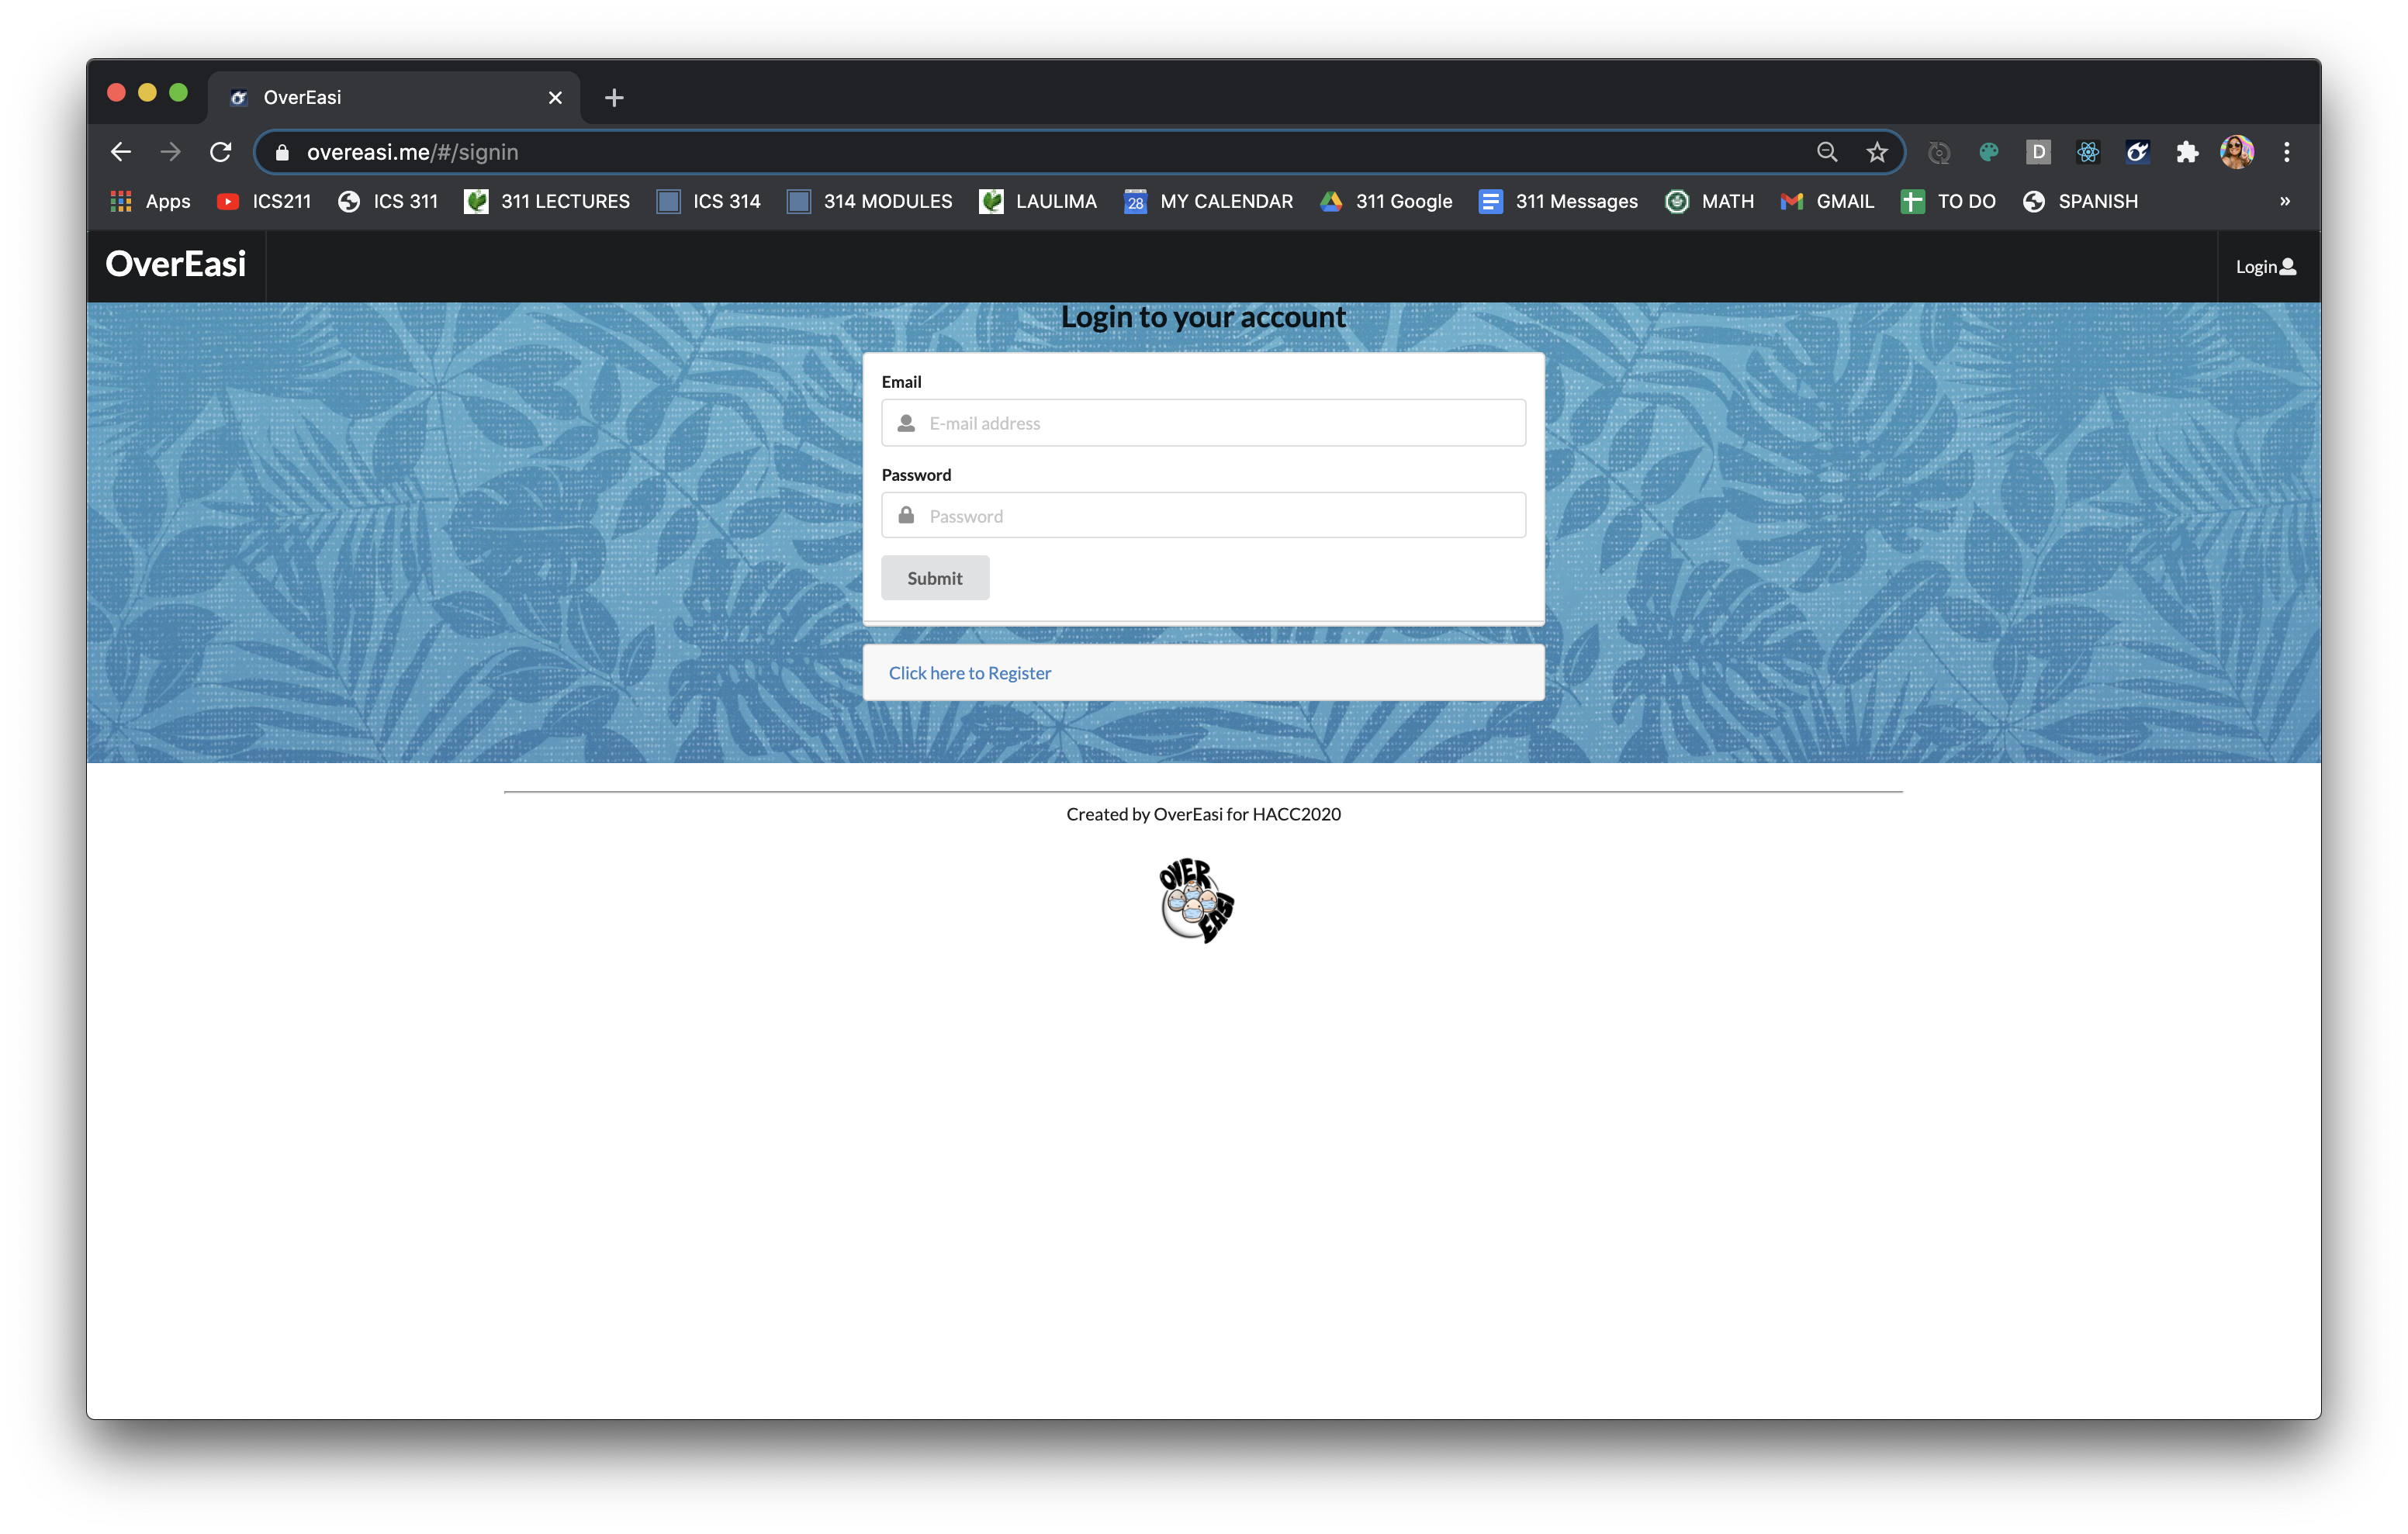 OverEasi
overeasi.me/#/signin
D
Apps ICS211 ICS 311 311 LECTURES ICS 314 314 MODULES LAULIMA 28 MY CALENDAR 311 Google 311 Messages MATH GMAIL TO DO SPANISH »
OverEasi Login
Login to your account
Email
E-mail address
Password
Password
Submit
Click here to Register
Created by OverEasi for HACC2020
OVER
EASI